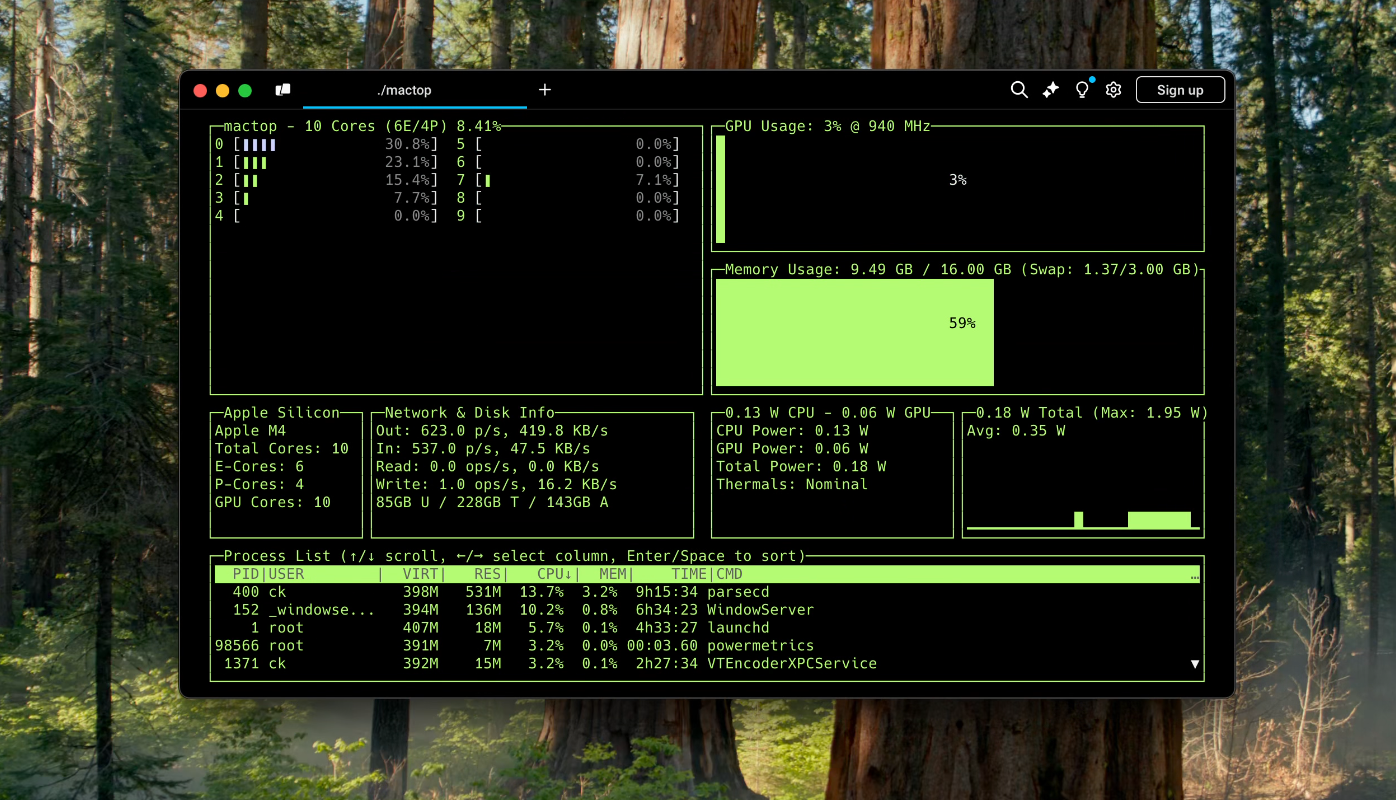 ./mactop
Sign up
mactop - 10 Cores (6E/4P) 8.41%
0 [ 30.8%] 5 [ 0.0%]
1 [ 23.1%] 6 [ 0.0%]
2 [ 15.4%] 7 [ 7.1%]
3 [ 7.7%] 8 [ 0.0%]
4 [ 0.0%] 9 [ 0.0%]
GPU Usage: 3% @ 940 MHz
3%
Memory Usage: 9.49 GB / 16.00 GB (Swap: 1.37/3.00 GB)
59%
Apple Silicon
Apple M4
Total Cores: 10
E-Cores: 6
P-Cores: 4
GPU Cores: 10
Network & Disk Info
Out: 623.0 p/s, 419.8 KB/s
In: 537.0 p/s, 47.5 KB/s
Read: 0.0 ops/s, 0.0 KB/s
Write: 1.0 ops/s, 16.2 KB/s
85GB U / 228GB T / 143GB A
0.13 W CPU - 0.06 W GPU
CPU Power: 0.13 W
GPU Power: 0.06 W
Total Power: 0.18 W
Thermals: Nominal
0.18 W Total (Max: 1.95 W)
Avg: 0.35 W
Process List (↑/↓ scroll, ←/→ select column, Enter/Space to sort)
PID|USER | VIRT| RES| CPU↓| MEM| TIME|CMD …
400 ck 398M 531M 13.7% 3.2% 9h15:34 parsecd
152 _windowse... 394M 136M 10.2% 0.8% 6h34:23 WindowServer
1 root 407M 18M 5.7% 0.1% 4h33:27 launchd
98566 root 391M 7M 3.2% 0.0% 00:03.60 powermetrics
1371 ck 392M 15M 3.2% 0.1% 2h27:34 VTEncoderXPCService